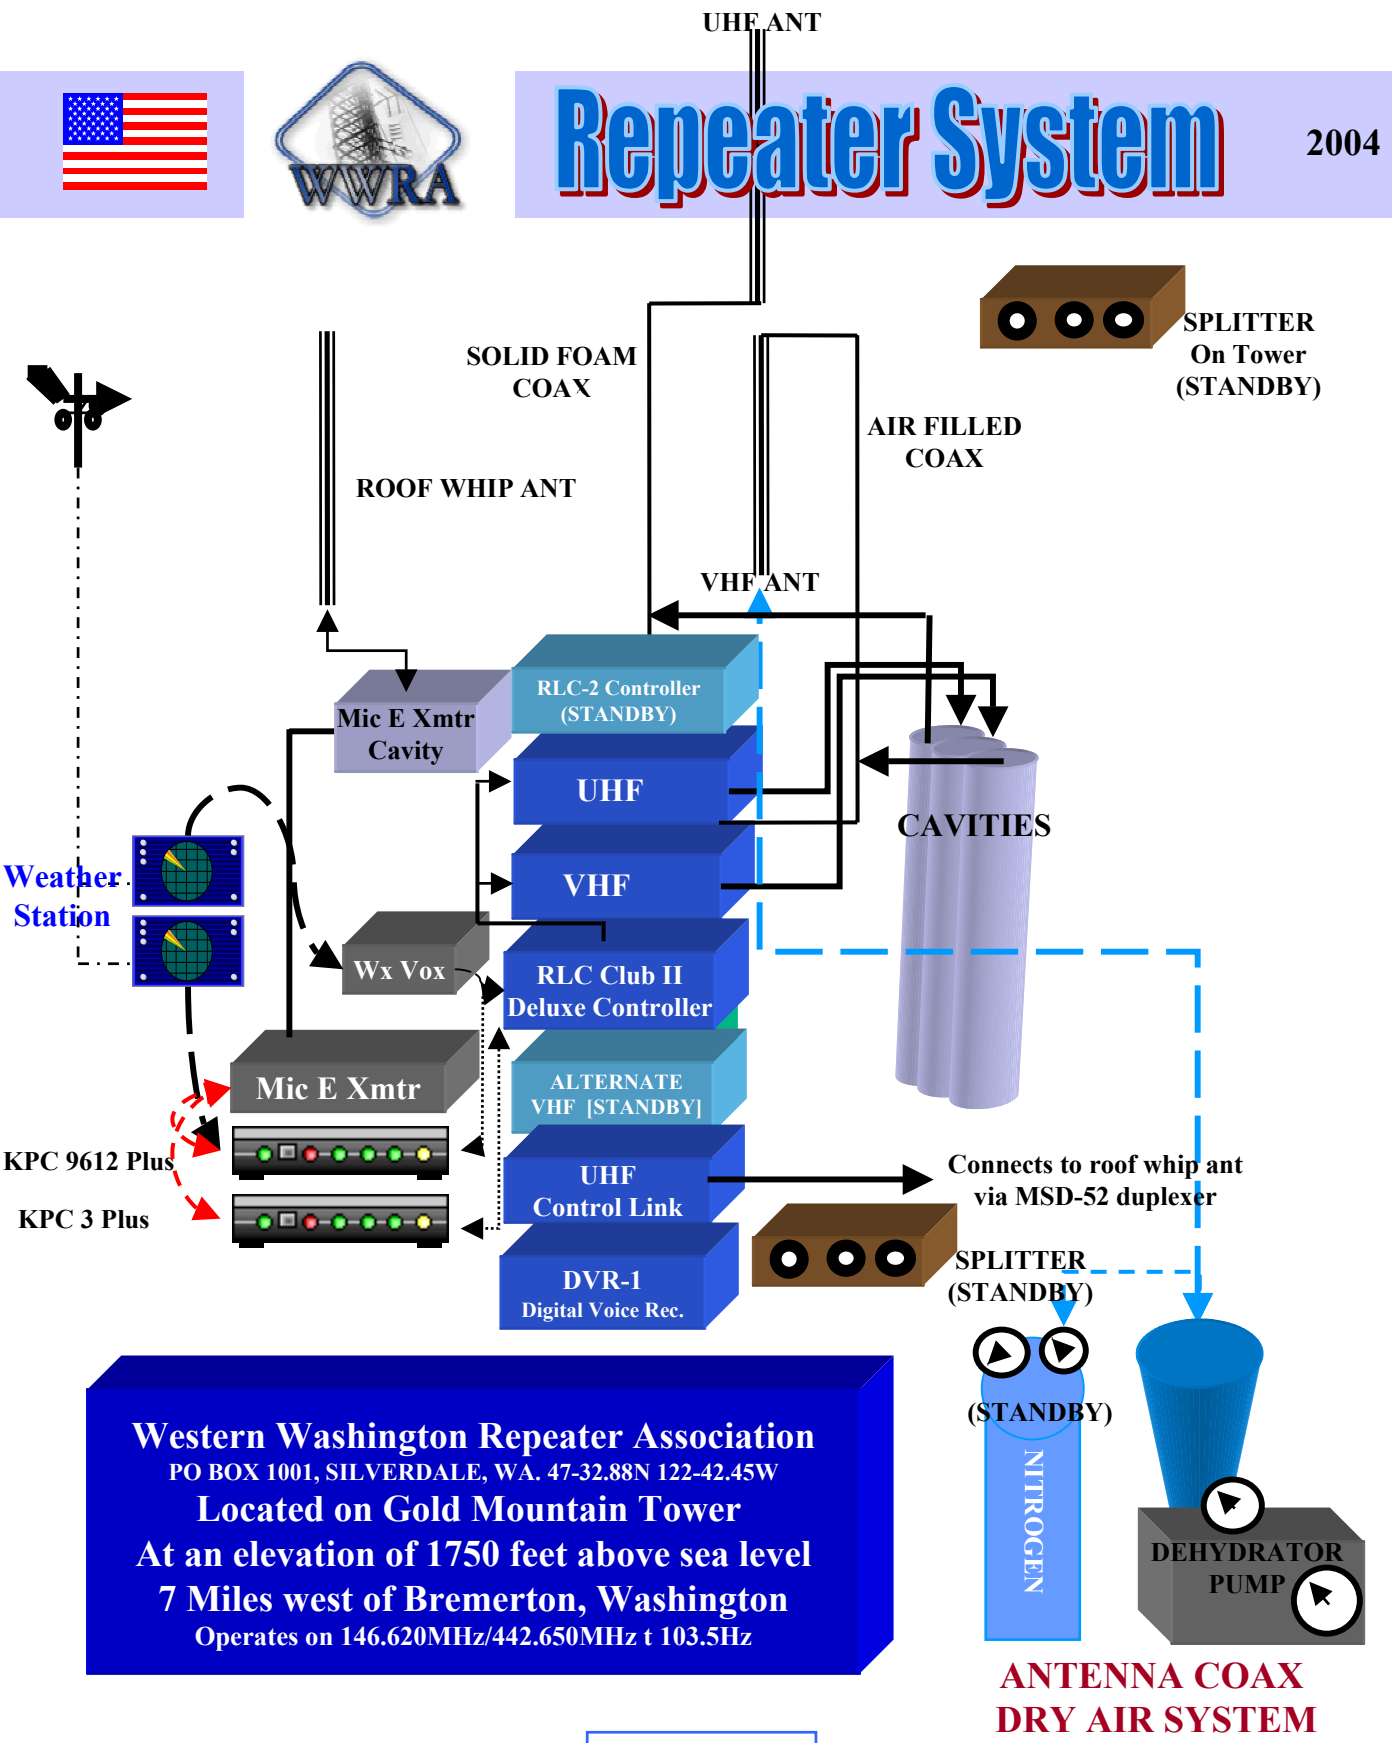 UHF ANT
WWRA
Repeater System
2004
SPLITTER
On Tower
(STANDBY)
SOLID FOAM
COAX
AIR FILLED
COAX
ROOF WHIP ANT
VHF ANT
RLC-2 Controller
(STANDBY)
Mic E Xmtr
Cavity
UHF
CAVITIES
Weather
Station
VHF
Wx Vox
RLC Club II
Deluxe Controller
Mic E Xmtr
ALTERNATE
VHF [STANDBY]
KPC 9612 Plus
KPC 3 Plus
UHF
Control Link
Connects to roof whip ant
via MSD-52 duplexer
SPLITTER
(STANDBY)
DVR-1
Digital Voice Rec.
(STANDBY)
NITROGEN
DEHYDRATOR
PUMP
Western Washington Repeater Association
PO BOX 1001, SILVERDALE, WA. 47-32.88N 122-42.45W
Located on Gold Mountain Tower
At an elevation of 1750 feet above sea level
7 Miles west of Bremerton, Washington
Operates on 146.620MHz/442.650MHz t 103.5Hz
ANTENNA COAX
DRY AIR SYSTEM